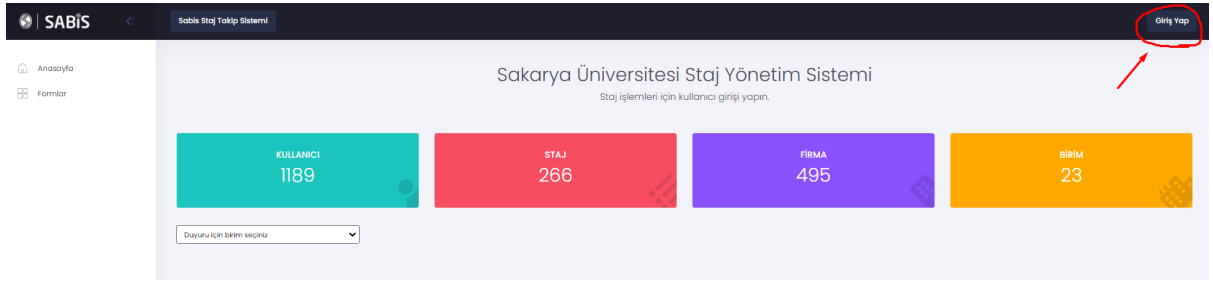 SABİS
Sabis Staj Takip Sistemi
Giriş Yap
Anasayfa
Formlar
Sakarya Üniversitesi Staj Yönetim Sistemi
Staj işlemleri için kullanıcı girişi yapın.
KULLANICI
1189
STAJ
266
FİRMA
495
BİRİM
23
Duyuru için birim seçiniz